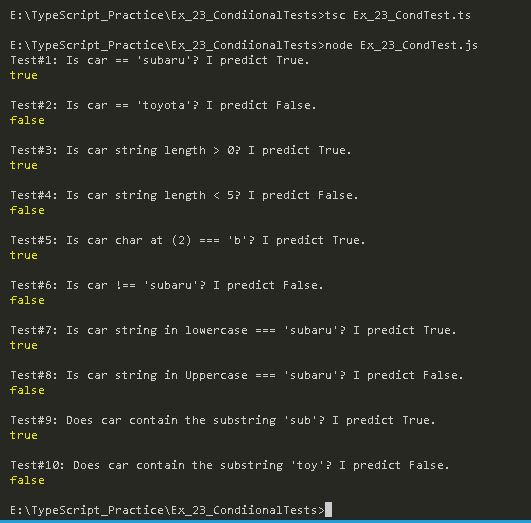 E:\TypeScript_Practice\Ex_23_CondiionalTests>tsc Ex_23_CondTest.ts
E:\TypeScript_Practice\Ex_23_CondiionalTests>node Ex_23_CondTest.js
Test#1: Is car == 'subaru'? I predict True.
true
Test#2: Is car == 'toyota'? I predict False.
false
Test#3: Is car string length > 0? I predict True.
true
Test#4: Is car string length < 5? I predict False.
false
Test#5: Is car char at (2) === 'b'? I predict True.
true
Test#6: Is car !== 'subaru'? I predict False.
false
Test#7: Is car string in lowercase === 'subaru'? I predict True.
true
Test#8: Is car string in Uppercase === 'subaru'? I predict False.
false
Test#9: Does car contain the substring 'sub'? I predict True.
true
Test#10: Does car contain the substring 'toy'? I predict False.
false
E:\TypeScript_Practice\Ex_23_CondiionalTests>